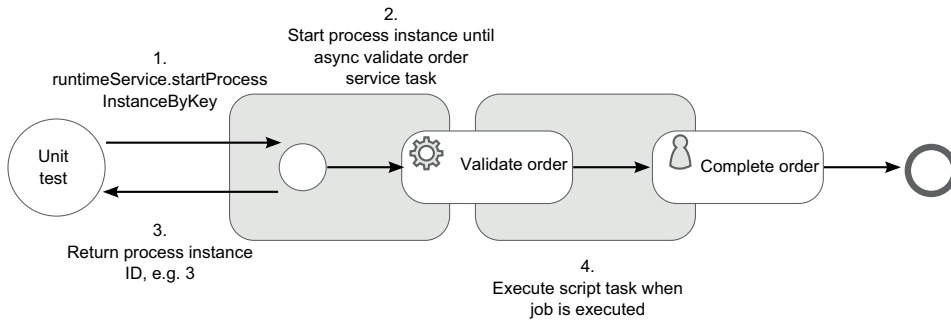 2.
Start process instance until
async validate order
service task
1.
runtimeService.startProcess
InstanceByKey
Unit
test
Validate order
Complete order
3.
Return process instance
ID, e.g. 3
4.
Execute script task when
job is executed